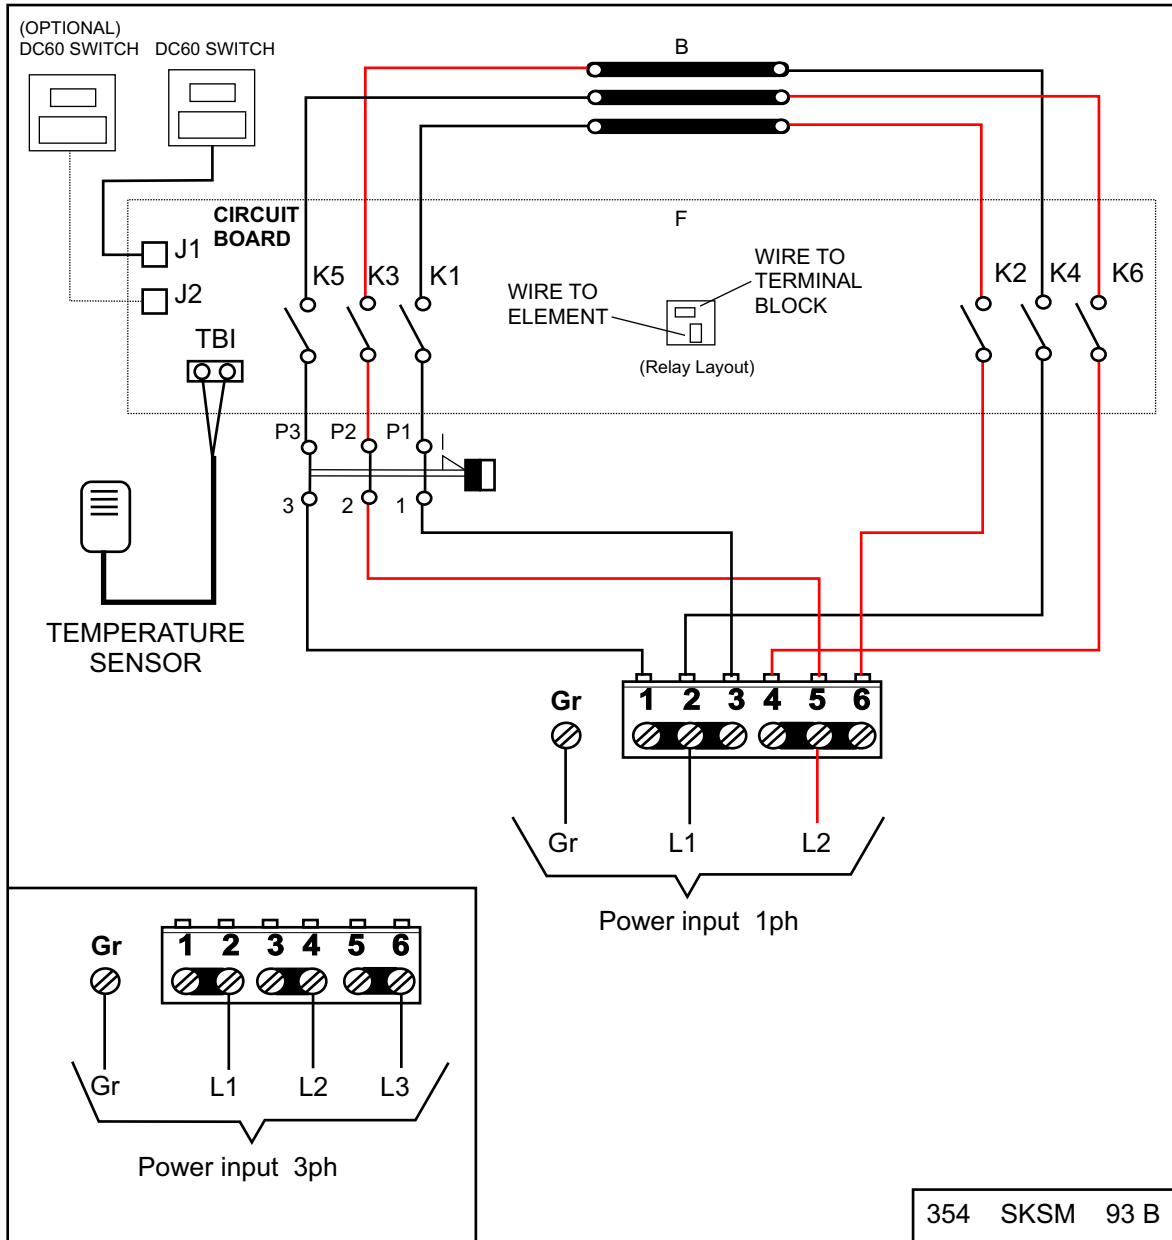 (OPTIONAL)
DC60 SWITCH
DC60 SWITCH
B
CIRCUIT
BOARD
F
J1
J2
K5
K3
K1
WIRE TO
ELEMENT
WIRE TO
TERMINAL
BLOCK
(Relay Layout)
K2
K4
K6
TBI
P3
P2
P1
3
2
1
TEMPERATURE
SENSOR
Gr
1 2 3 4 5 6
Gr
L1
L2
Power input 1ph
Gr
1 2 3 4 5 6
Gr
L1
L2
L3
Power input 3ph
354 SKSM 93 B